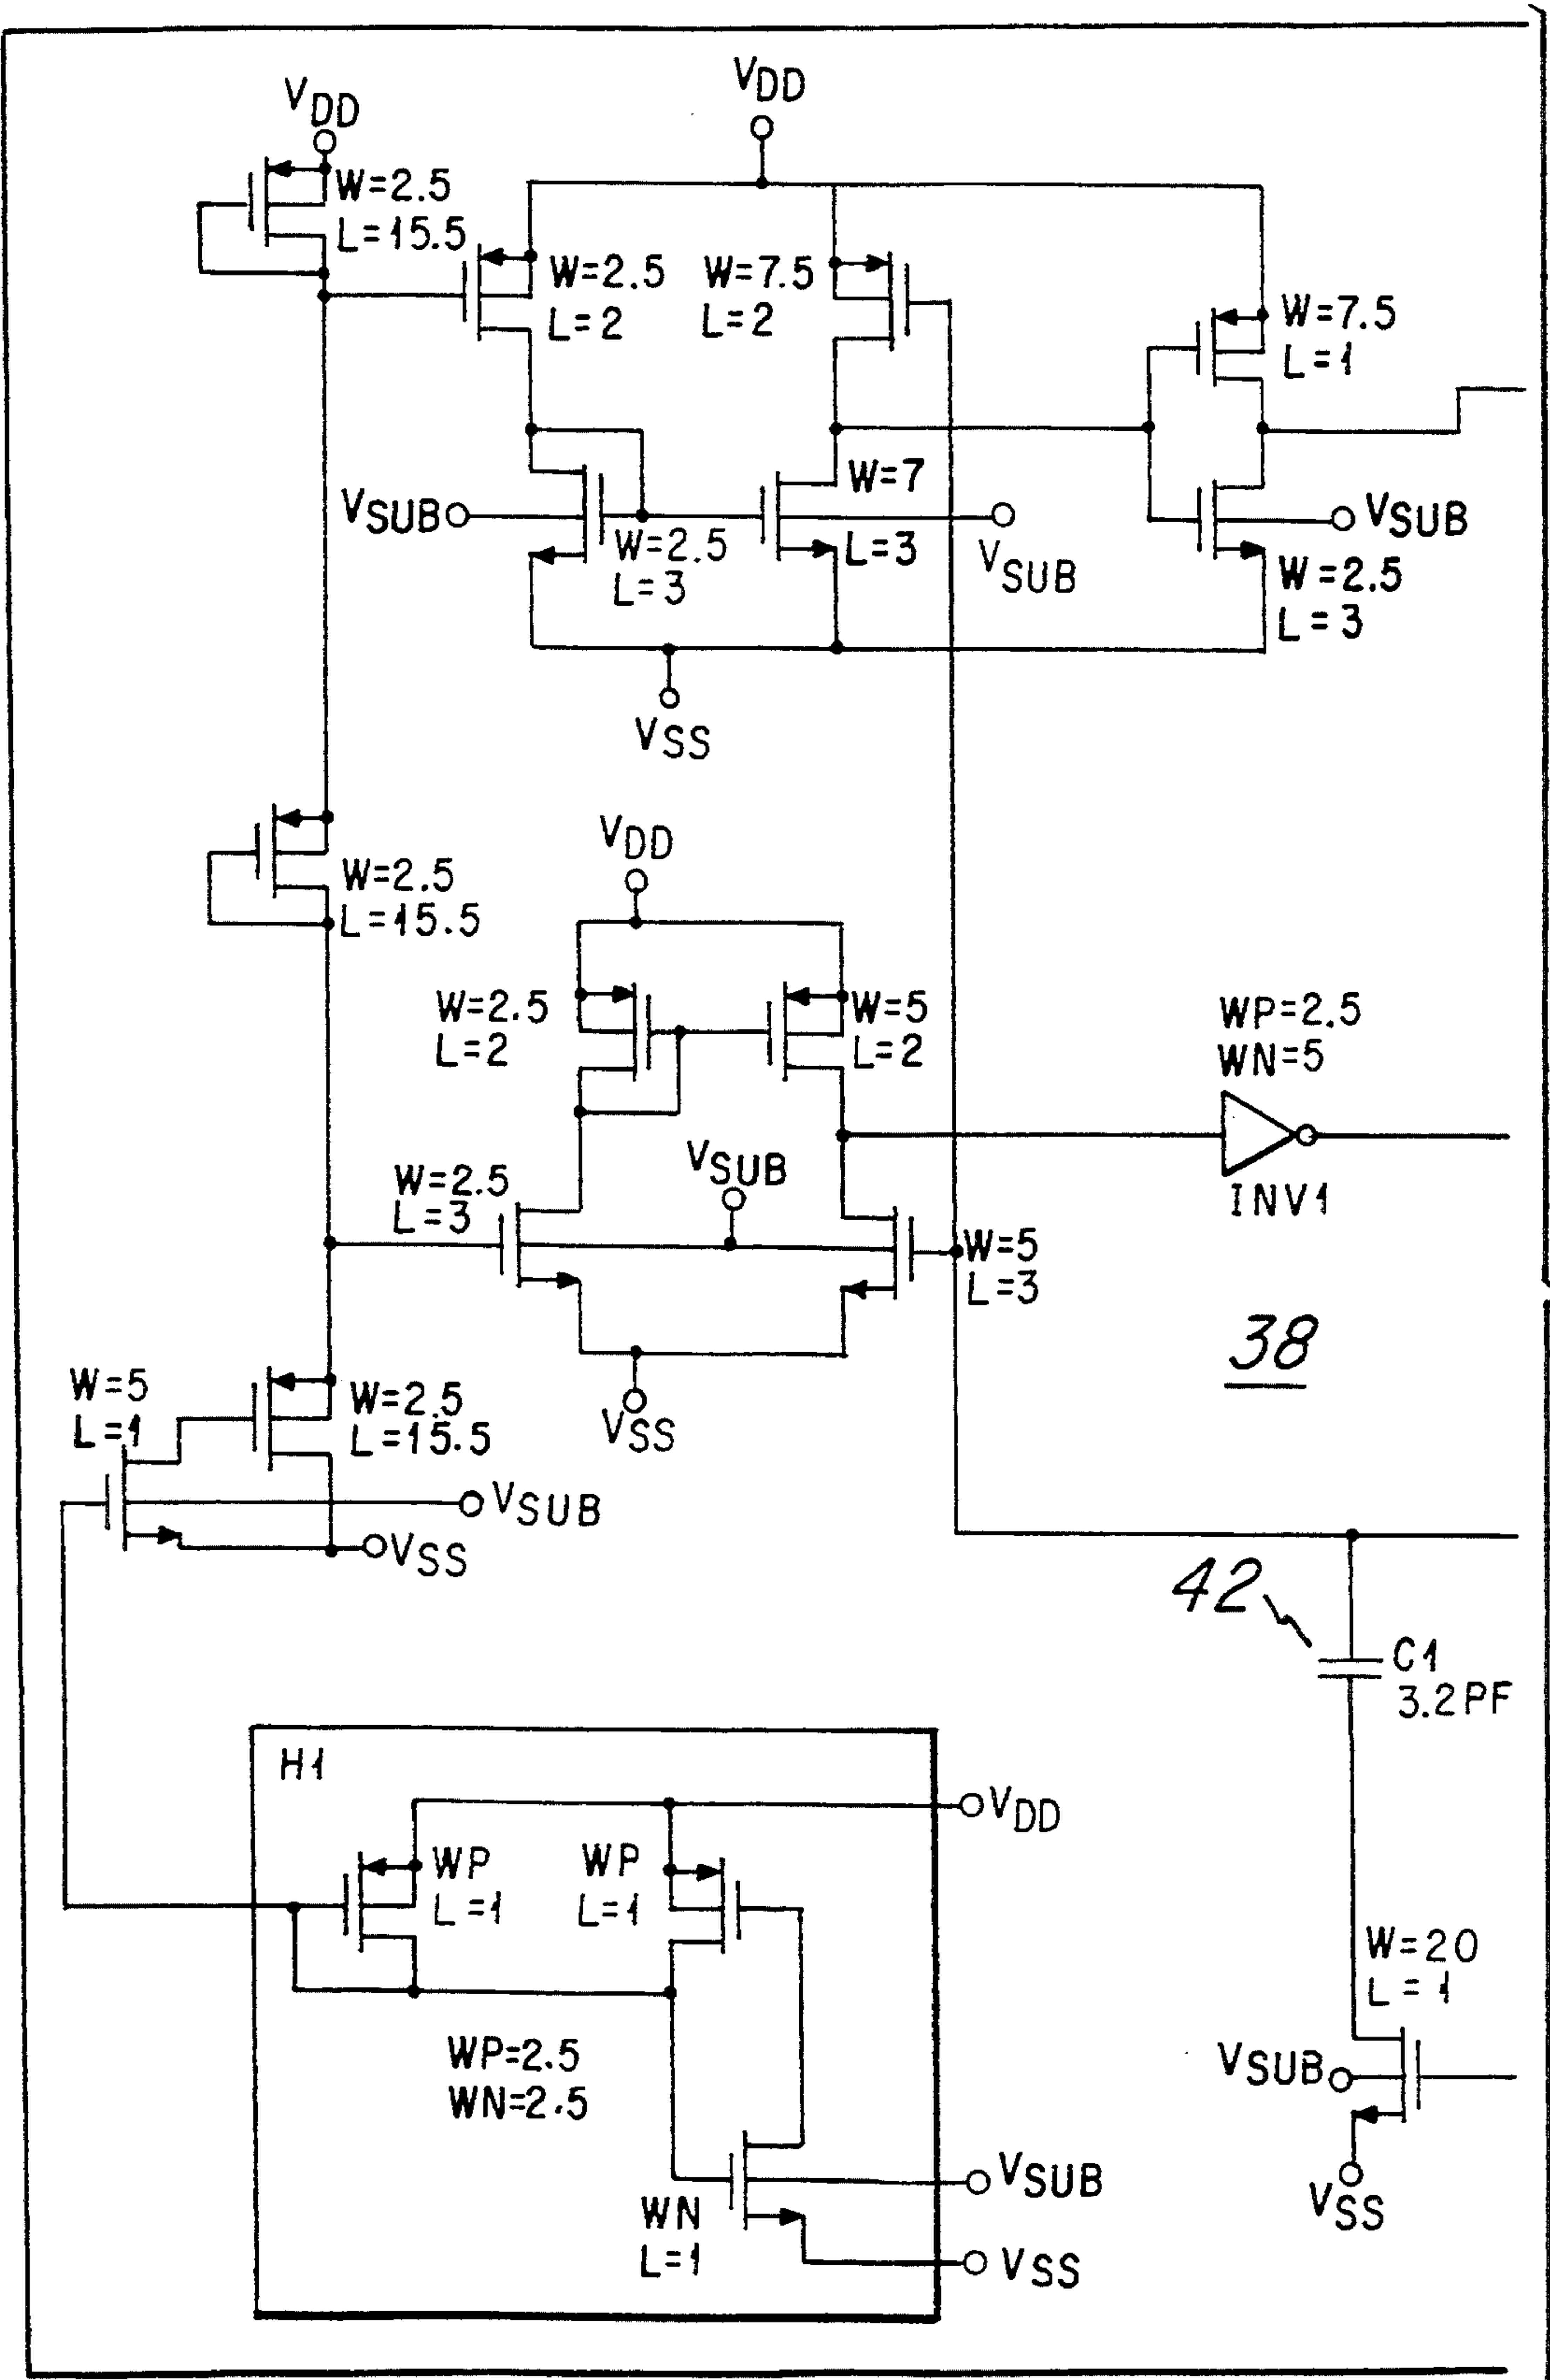 VDD
VDD
W=2.5
L=15.5
W=2.5
L=2
W=7.5
L=2
W=7.5
L=1
VSUB
W=2.5
L=3
W=7
L=3
VSUB
VSUB
W=2.5
L=3
VSS
VDD
W=2.5
L=15.5
W=2.5
L=2
W=5
L=2
WP=2.5
WN=5
INV1
W=2.5
L=3
VSUB
W=5
L=3
38
W=5
L=1
W=2.5
L=15.5
VSS
VSUB
VSS
42
C1
3.2PF
H1
VDD
WP
L=1
WP
L=1
WP=2.5
WN=2.5
W=20
L=1
VSUB
VSS
WN
L=1
VSUB
VSS